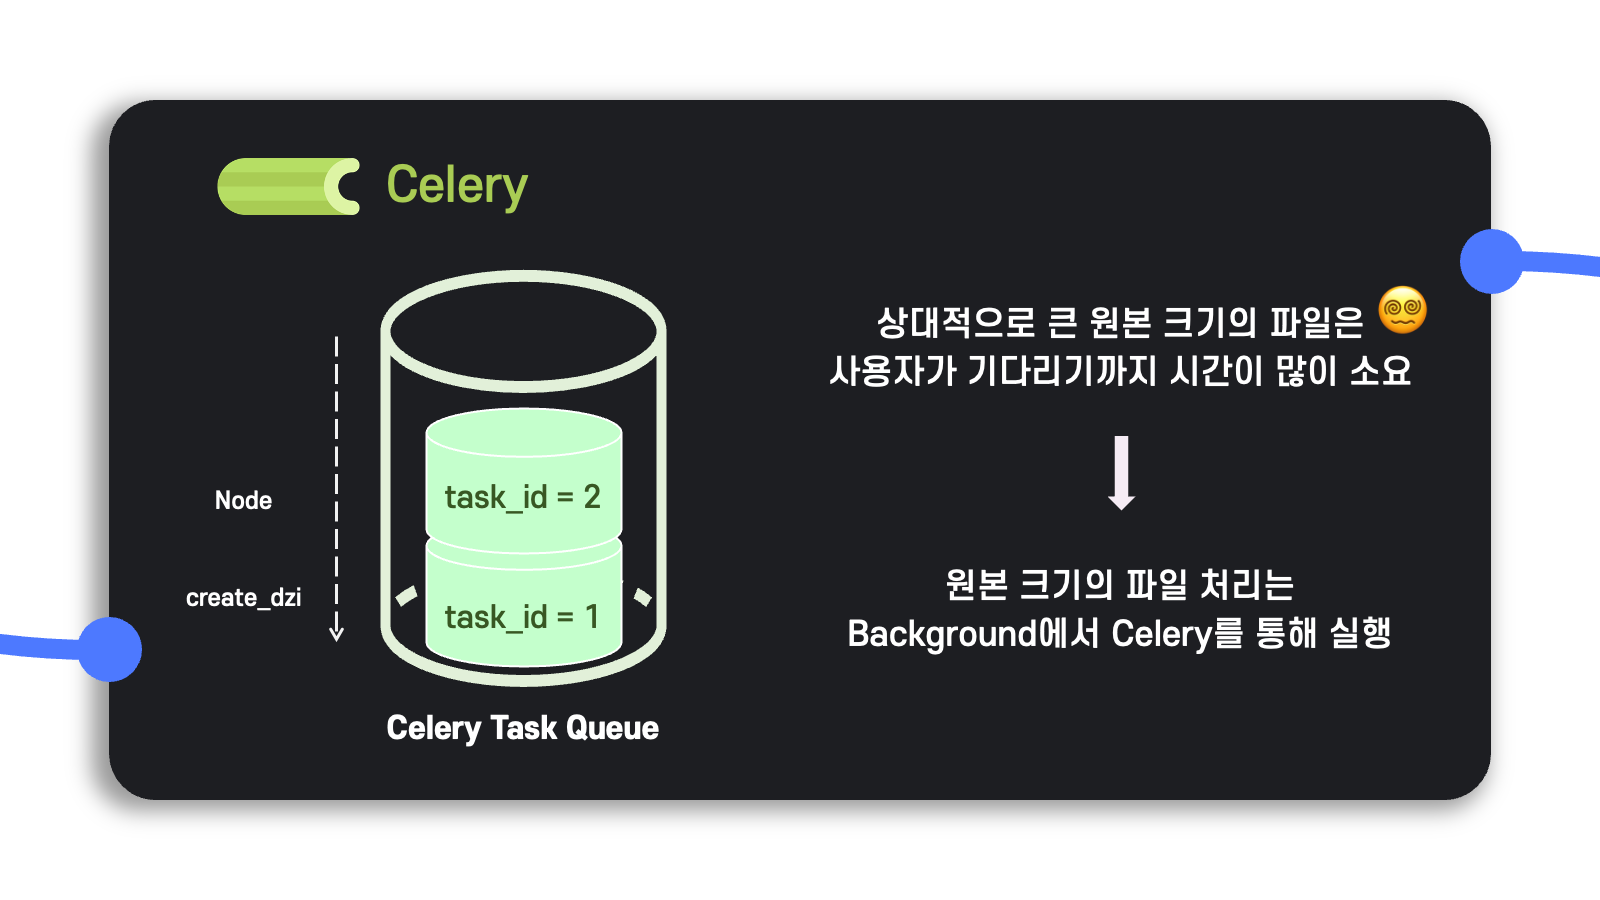 Celery
Node
create_dzi
task_id = 2
task_id = 1
Celery Task Queue
상대적으로 큰 원본 크기의 파일은
사용자가 기다리기까지 시간이 많이 소요
원본 크기의 파일 처리는
Background에서 Celery를 통해 실행